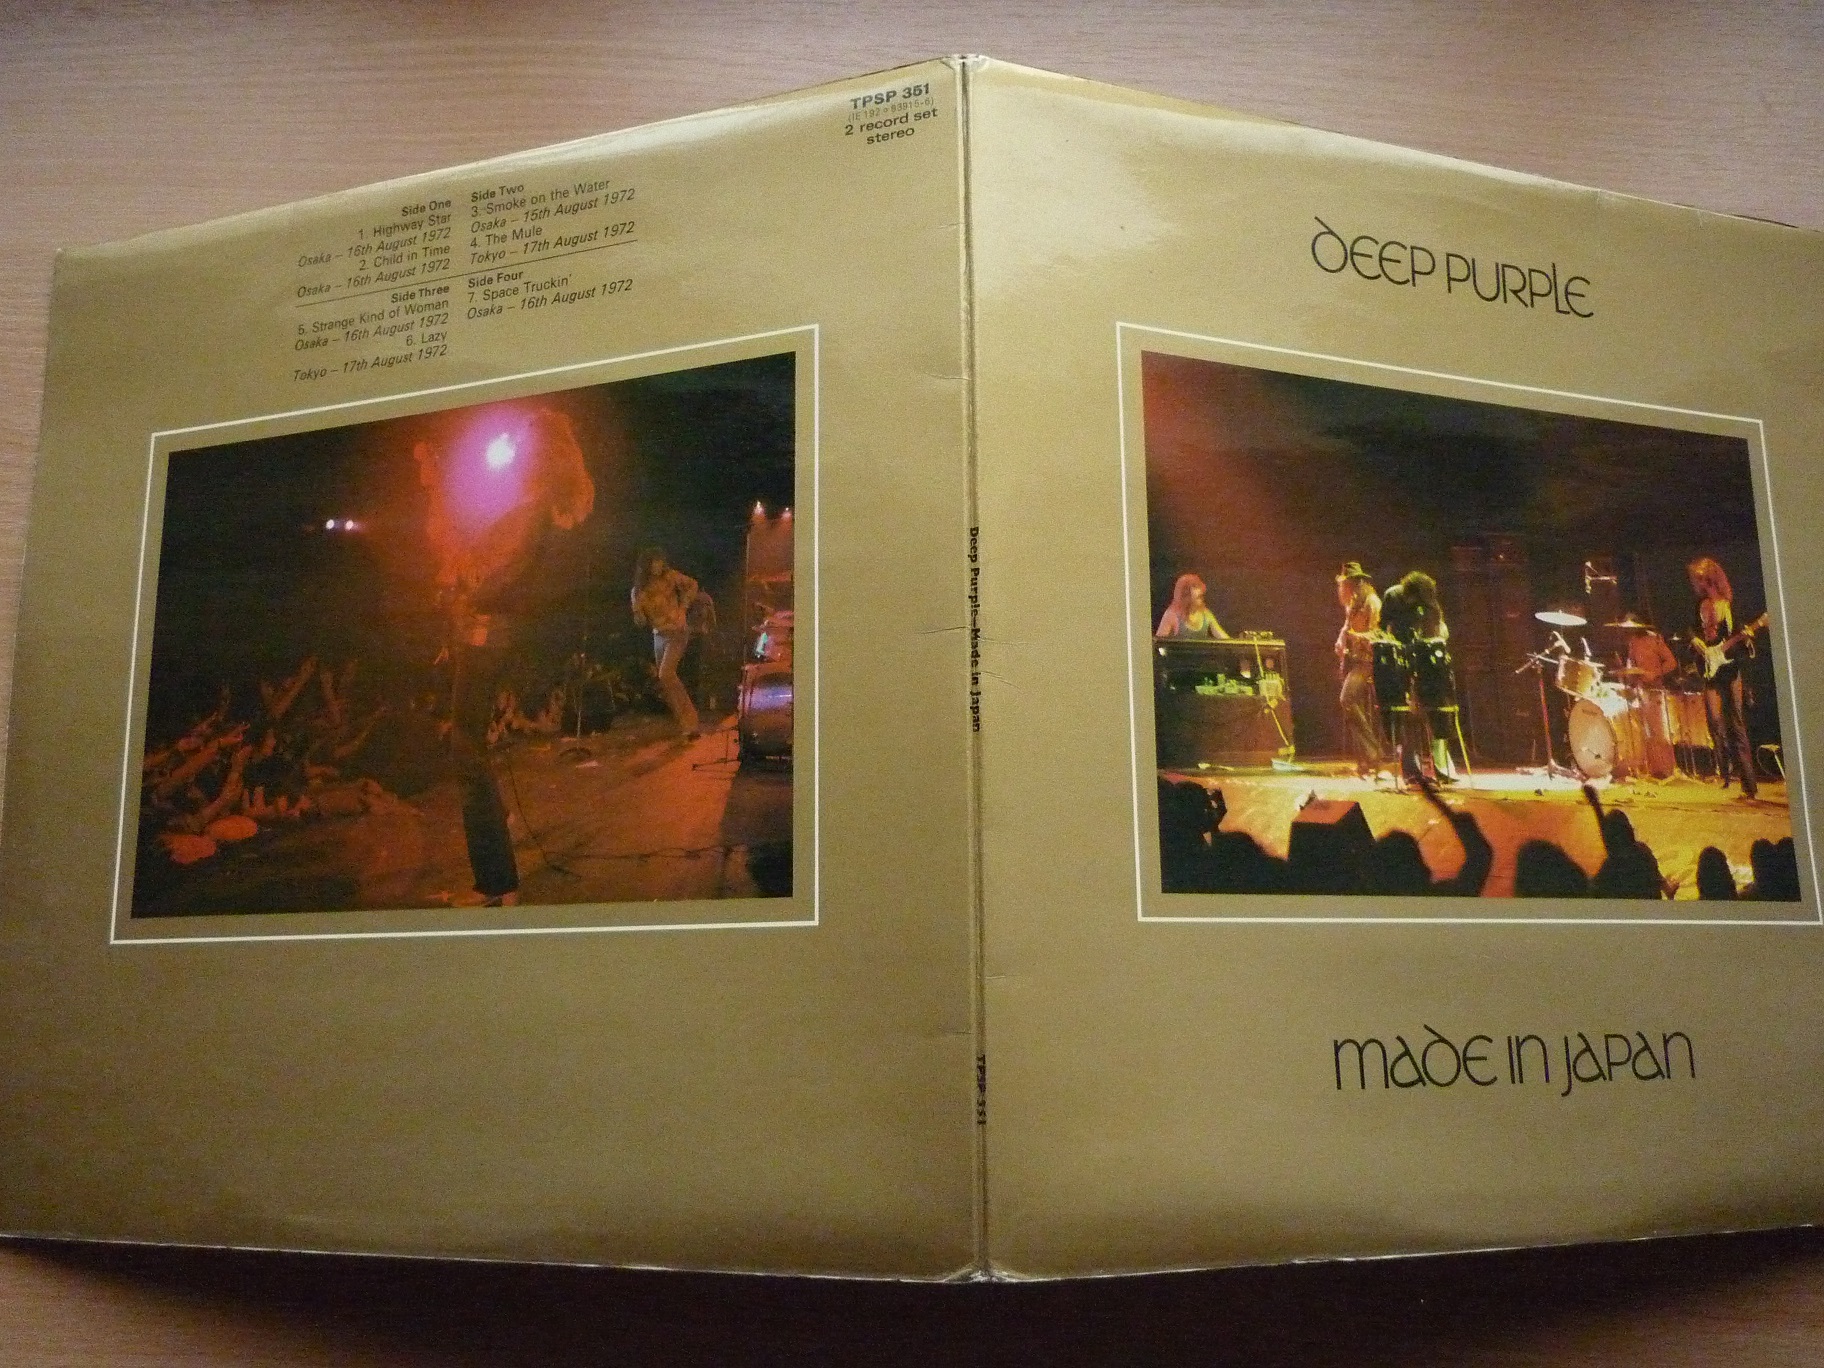 TPSP 351
(IE 192 ○ 93915-6)
2 record set
stereo
Side One
1. Highway Star
Osaka – 16th August 1972
2. Child in Time
Osaka – 16th August 1972
Side Two
3. Smoke on the Water
Osaka – 15th August 1972
4. The Mule
Tokyo – 17th August 1972
Side Three
5. Strange Kind of Woman
Osaka – 16th August 1972
6. Lazy
Tokyo – 17th August 1972
Side Four
7. Space Truckin'
Osaka – 16th August 1972
Deep Purple–Made in Japan
TPSP 351
DEEP PURPLE
MADE IN JAPAN